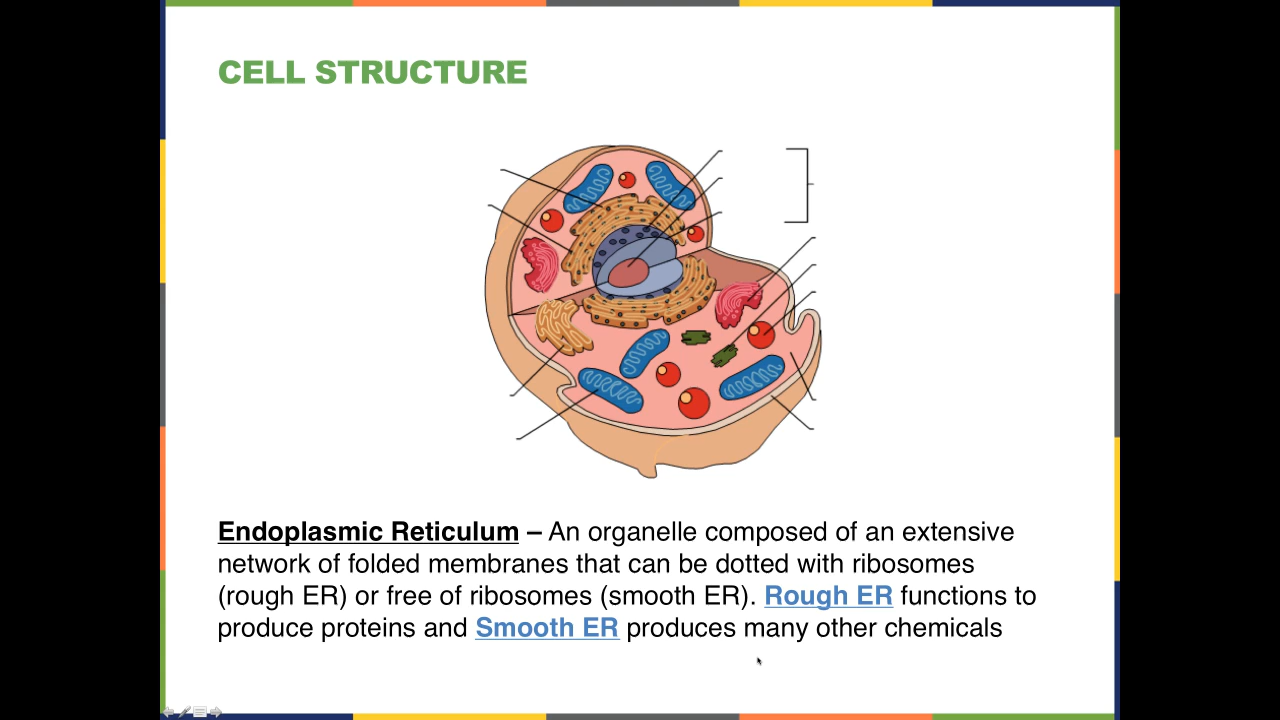 CELL STRUCTURE
Endoplasmic Reticulum – An organelle composed of an extensive
network of folded membranes that can be dotted with ribosomes
(rough ER) or free of ribosomes (smooth ER). Rough ER functions to
produce proteins and Smooth ER produces many other chemicals